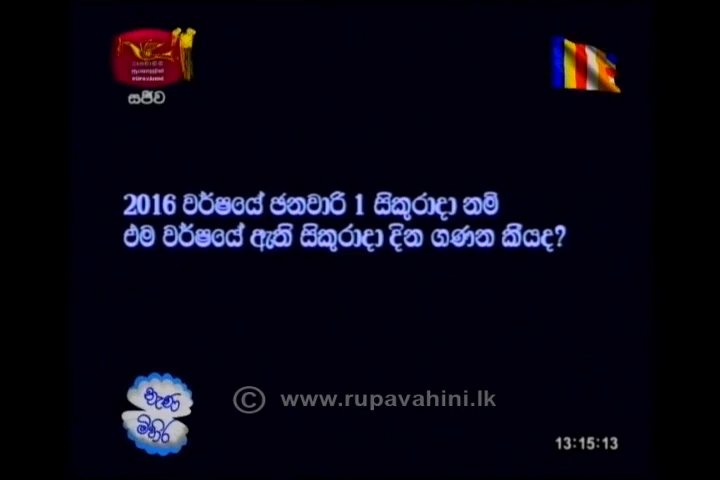 සජීව
2016 වර්ෂයේ ජනවාරි 1 සිකුරාදා නම්
එම වර්ෂයේ ඇති සිකුරාදා දින ගණන කීයද?
නැණ
මිහිර
© www.rupavahini.lk
13:15:13